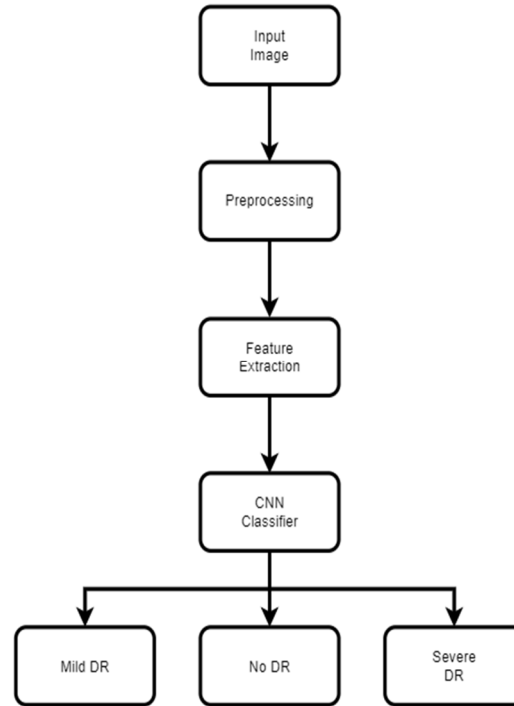 Input
Image
Preprocessing
Feature
Extraction
CNN
Classifier
Mild DR
No DR
Severe
DR